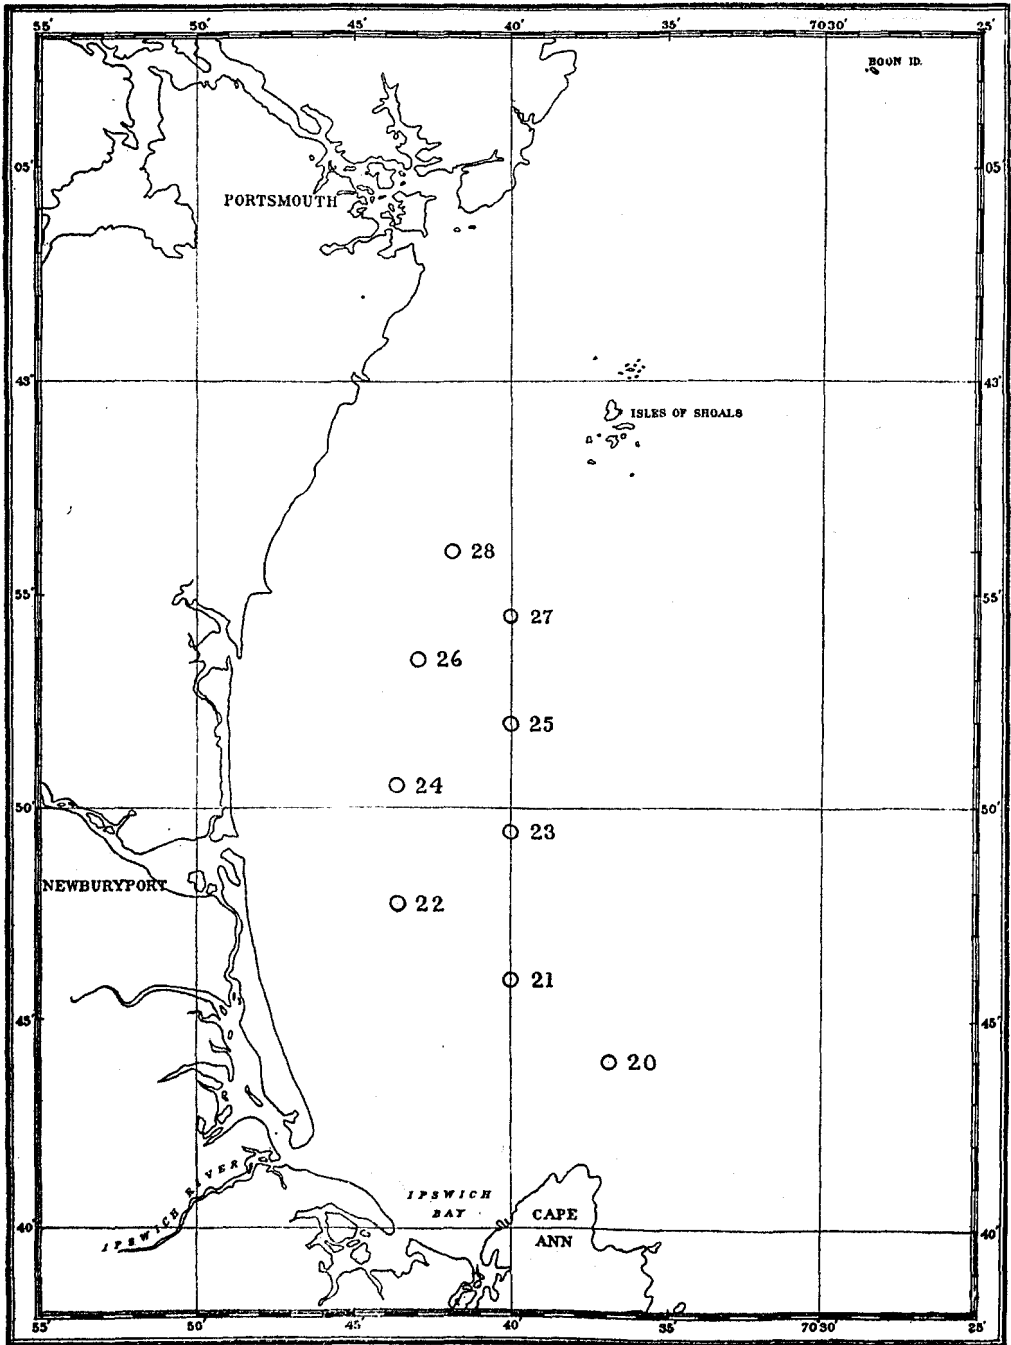 55' 50' 45' 40' 35' 70°30' 25'
BOON ID.
05' 05'
PORTSMOUTH
43° 43°
ISLES OF SHOALS
28
55' 55'
27
26
25
24
50' 50'
23
NEWBURYPORT
22
21
45' 45'
20
IPSWICH RIVER
IPSWICH
BAY
CAPE
ANN
40' 40'
55' 50' 45' 40' 35' 70°30' 25'